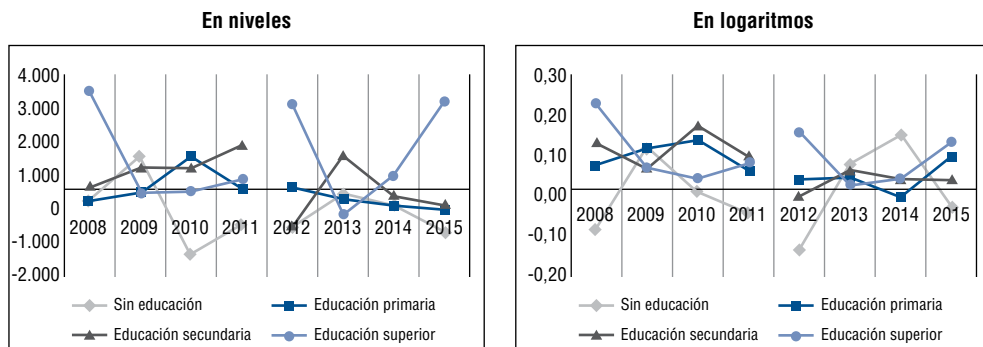 En niveles
4.000
3.000
2.000
1.000
0
-1.000
-2.000
2008 2009 2010 2011 2012 2013 2014 2015
Sin educación Educación primaria
Educación secundaria Educación superior
En logaritmos
0,30
0,20
0,10
0,00
-0,10
-0,20
2008 2009 2010 2011 2012 2013 2014 2015
Sin educación Educación primaria
Educación secundaria Educación superior